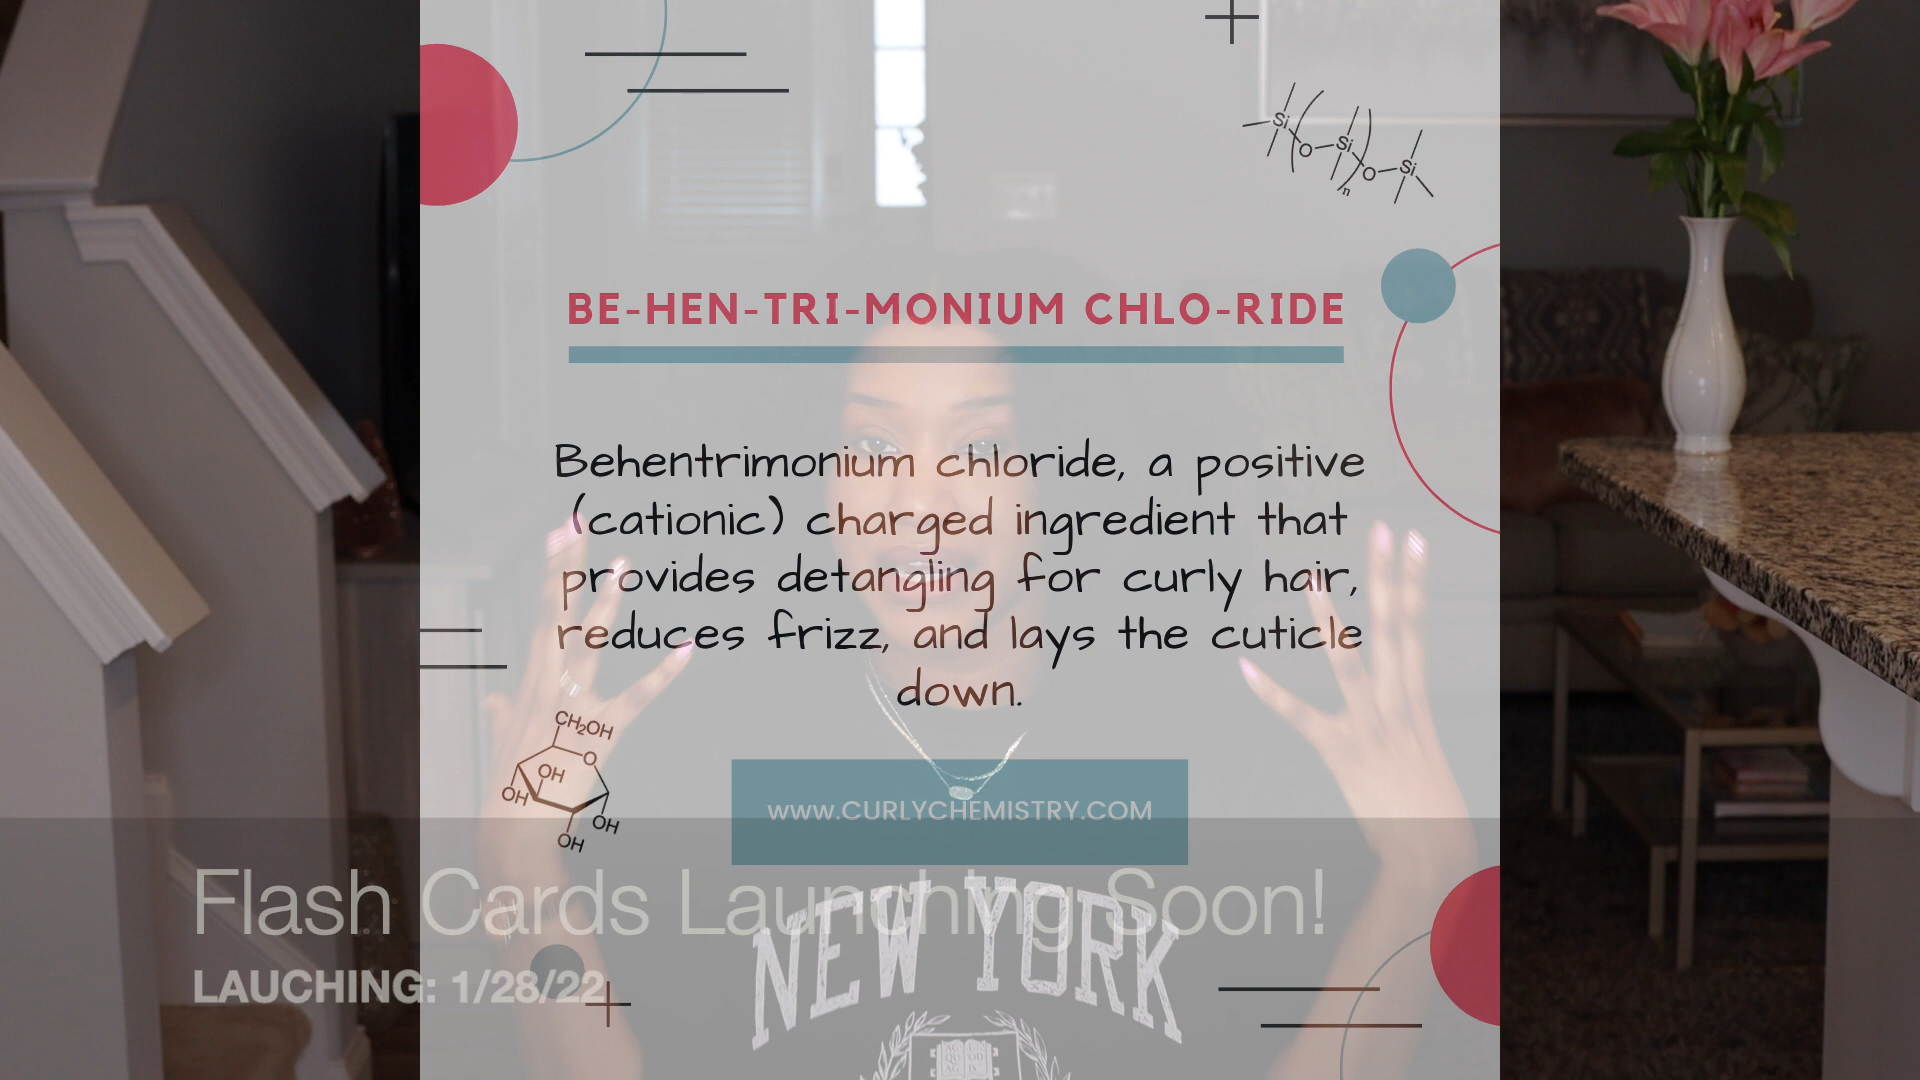 Si
O
Si
n
O
Si
BE-HEN-TRI-MONIUM CHLO-RIDE
Behentrimonium chloride, a positive
(cationic) charged ingredient that
provides detangling for curly hair,
reduces frizz, and lays the cuticle
down.
CH2OH
O
OH
OH
OH
OH
www.CURLYCHEMISTRY.COM
Flash Cards Launching Soon!
LAUCHING: 1/28/22
NEW YORK